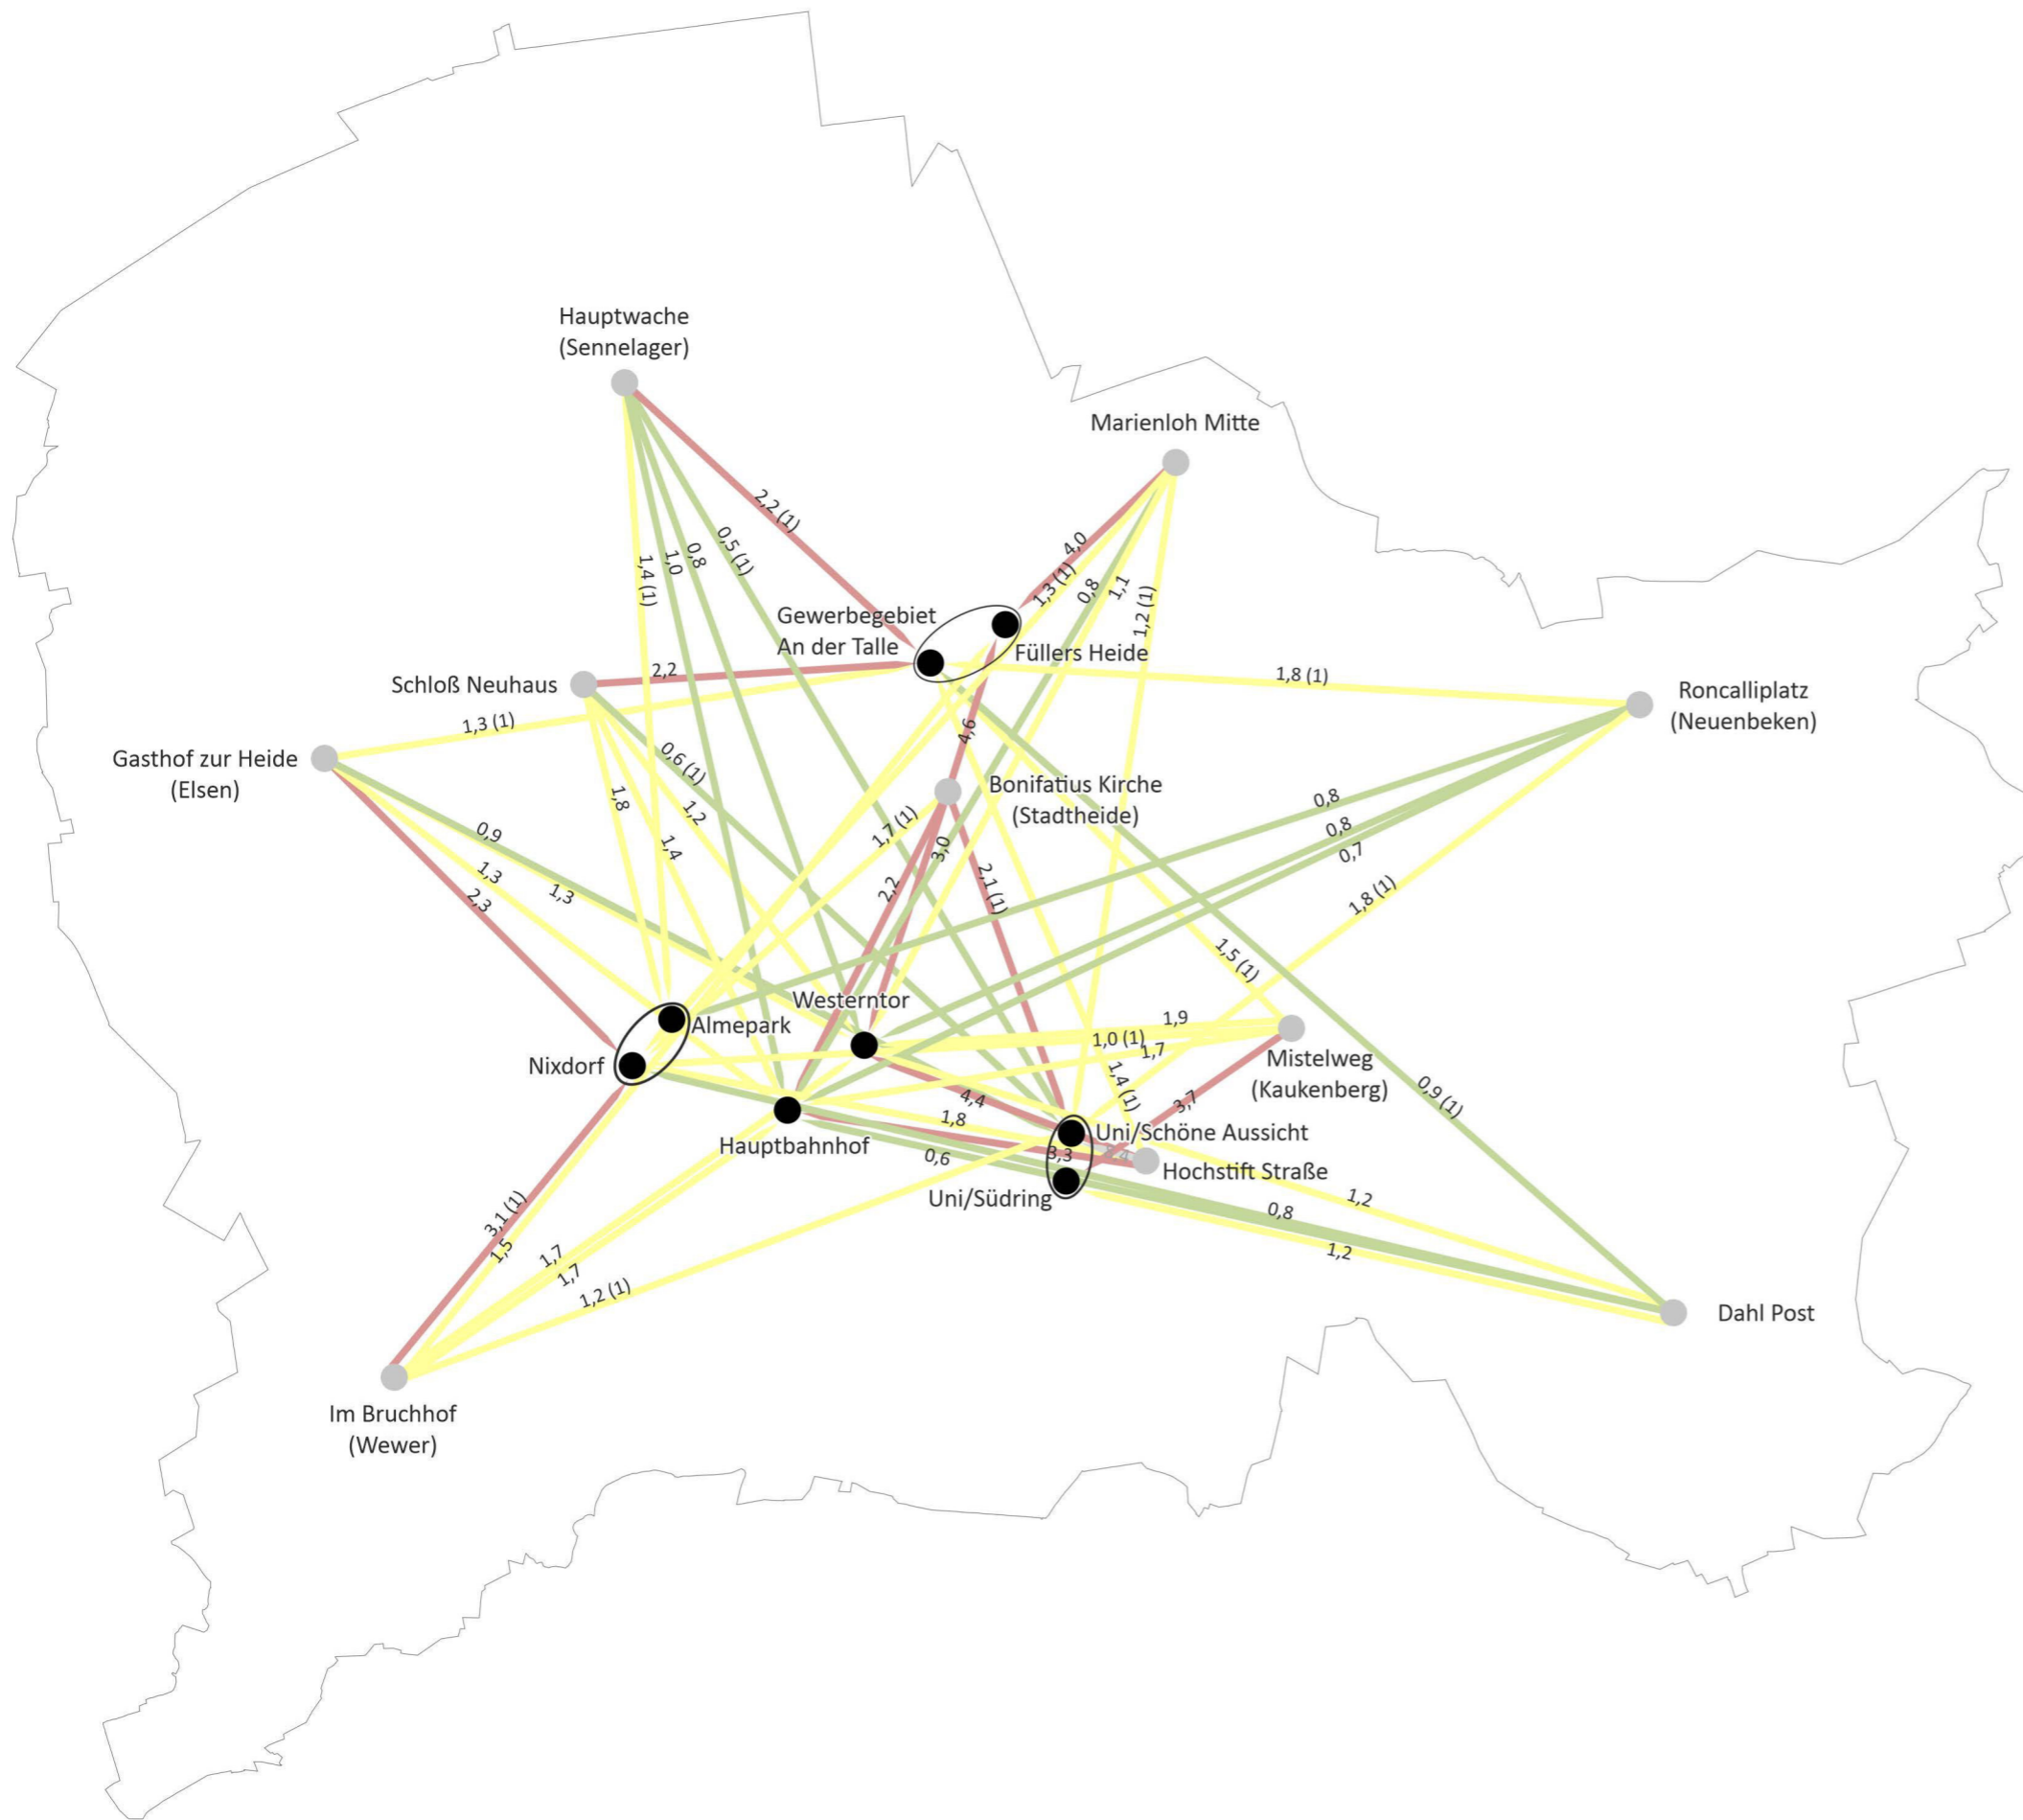 Hauptwache
(Sennelager)
Marienloh Mitte
2,2 (1)
0,5 (1)
0,8
1,0
1,4 (1)
4,0
1,3 (1)
0,8
1,1
1,2 (1)
Gewerbegebiet
An der Talle
Füllers Heide
Schloß Neuhaus
2,2
1,8 (1)
Roncalliplatz
(Neuenbeken)
1,3 (1)
4,6
Gasthof zur Heide
(Elsen)
0,6 (1)
Bonifatius Kirche
(Stadtheide)
1,8
1,2
1,4
1,7 (1)
0,8
0,8
0,7
0,9
1,3
1,3
2,3
3,0
2,2
2,1 (1)
1,8 (1)
1,5 (1)
Westerntor
Almepark
Nixdorf
1,9
1,0 (1)
1,7
Mistelweg
(Kaukenberg)
1,4 (1)
3,7
0,9 (1)
4,4
1,8
Hauptbahnhof
Uni/Schöne Aussicht
0,6
3,3
Hochstift Straße
Uni/Südring
1,2
0,8
1,2
3,1 (1)
1,5
1,7
1,7
1,2 (1)
Dahl Post
Im Bruchhof
(Wewer)